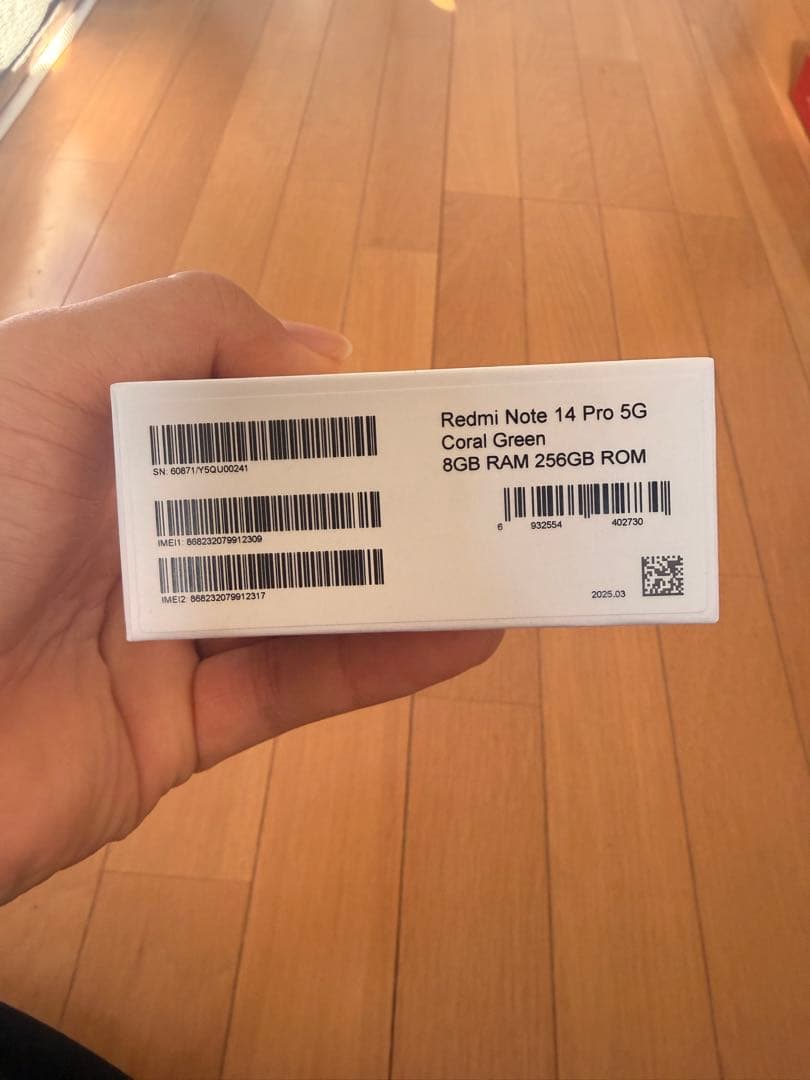 SN: 60871/Y5QU00241
IMEI1: 868232079912309
IMEI2: 868232079912317
Redmi Note 14 Pro 5G
Coral Green
8GB RAM 256GB ROM
6 932554 402730
2025.03